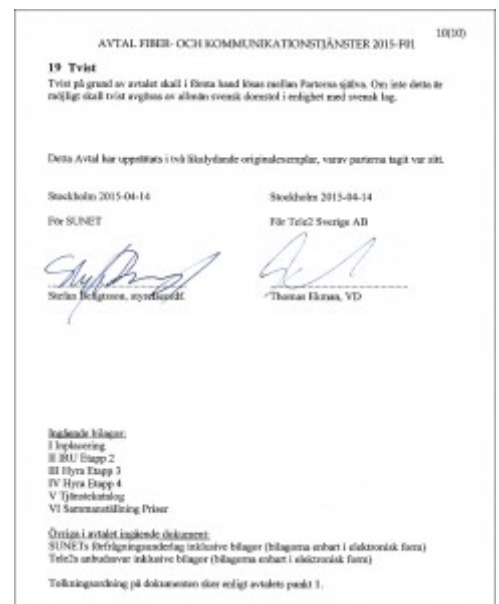 10(10)
AVTAL FIBER- OCH KOMMUNIKATIONSTJÄNSTER 2015-F01
19 Tvist
Tvist på grund av avtalet skall i första hand lösas mellan Parterna själva. Om inte detta är
möjligt skall tvist avgöras av allmän svensk domstol i enlighet med svensk lag.
Detta Avtal har upprättats i två likalydande originalexemplar, varav parterna tagit var sitt.
Stockholm 2015-04-14
Stockholm 2015-04-14
För SUNET
För Tele2 Sverige AB
Stefan Bengtsson,
Thomas Ekman, VD
Ingående bilagor:
I Inplacering
II IRU Etapp 2
III Hyra Etapp 3
IV Hyra Etapp 4
V Tjänstekatalog
VI Sammanställning Priser
Övriga i avtalet ingående dokument:
SUNETs förfrågningsunderlag inklusive bilagor (bilagorna enbart i elektronisk form)
Tele2s anbudssvar inklusive bilagor (bilagorna enbart i elektronisk form)
Tolkningsordning på dokumenten sker enligt avtalets punkt 1.